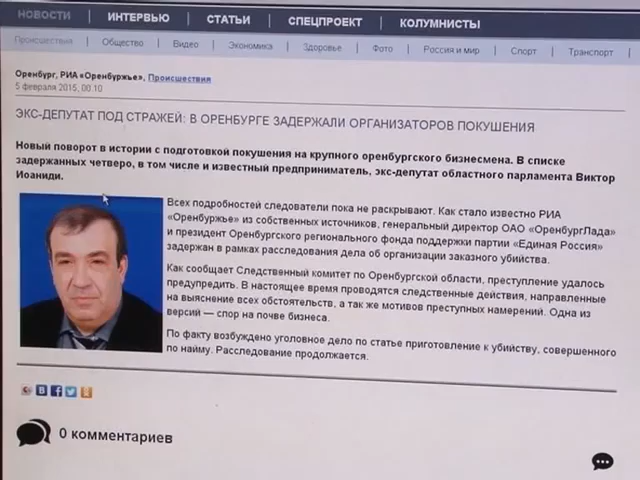 НОВОСТИ ИНТЕРВЬЮ СТАТЬИ СПЕЦПРОЕКТ КОЛУМНИСТЫ
Происшествия Общество Видео Экономика Здоровье Фото Россия и мир Спорт Транспорт
Оренбург, РИА «Оренбуржье», Происшествия
5 февраля 2015, 00:10
ЭКС-ДЕПУТАТ ПОД СТРАЖЕЙ: В ОРЕНБУРГЕ ЗАДЕРЖАЛИ ОРГАНИЗАТОРОВ ПОКУШЕНИЯ
Новый поворот в истории с подготовкой покушения на крупного оренбургского бизнесмена. В списке
задержанных четверо, в том числе и известный предприниматель, экс-депутат областного парламента Виктор
Иоаниди.
Всех подробностей следователи пока не раскрывают. Как стало известно РИА
«Оренбуржье» из собственных источников, генеральный директор ОАО «ОренбургЛада»
и президент Оренбургского регионального фонда поддержки партии «Единая Россия»
задержан в рамках расследования дела об организации заказного убийства.
Как сообщает Следственный комитет по Оренбургской области, преступление удалось
предупредить. В настоящее время проводятся следственные действия, направленные
на выяснение всех обстоятельств, а так же мотивов преступных намерений. Одна из
версий — спор на почве бизнеса.
По факту возбуждено уголовное дело по статье приготовление к убийству, совершенного
по найму. Расследование продолжается.
0 комментариев